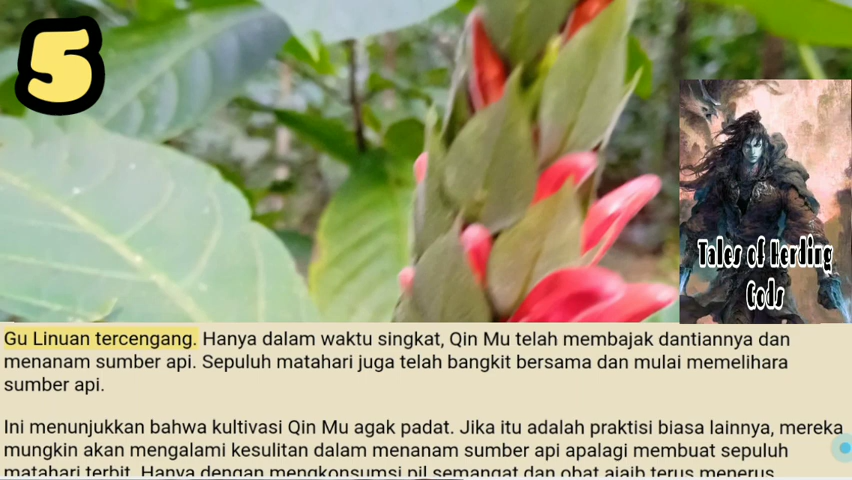 5
Tales of Herding
Gods
Gu Linuan tercengang. Hanya dalam waktu singkat, Qin Mu telah membajak dantiannya dan
menanam sumber api. Sepuluh matahari juga telah bangkit bersama dan mulai memelihara
sumber api.
Ini menunjukkan bahwa kultivasi Qin Mu agak padat. Jika itu adalah praktisi biasa lainnya, mereka
mungkin akan mengalami kesulitan dalam menanam sumber api apalagi membuat sepuluh
matahari terbit. Hanya dengan mengkonsumsi pil semangat dan obat ajaib terus menerus